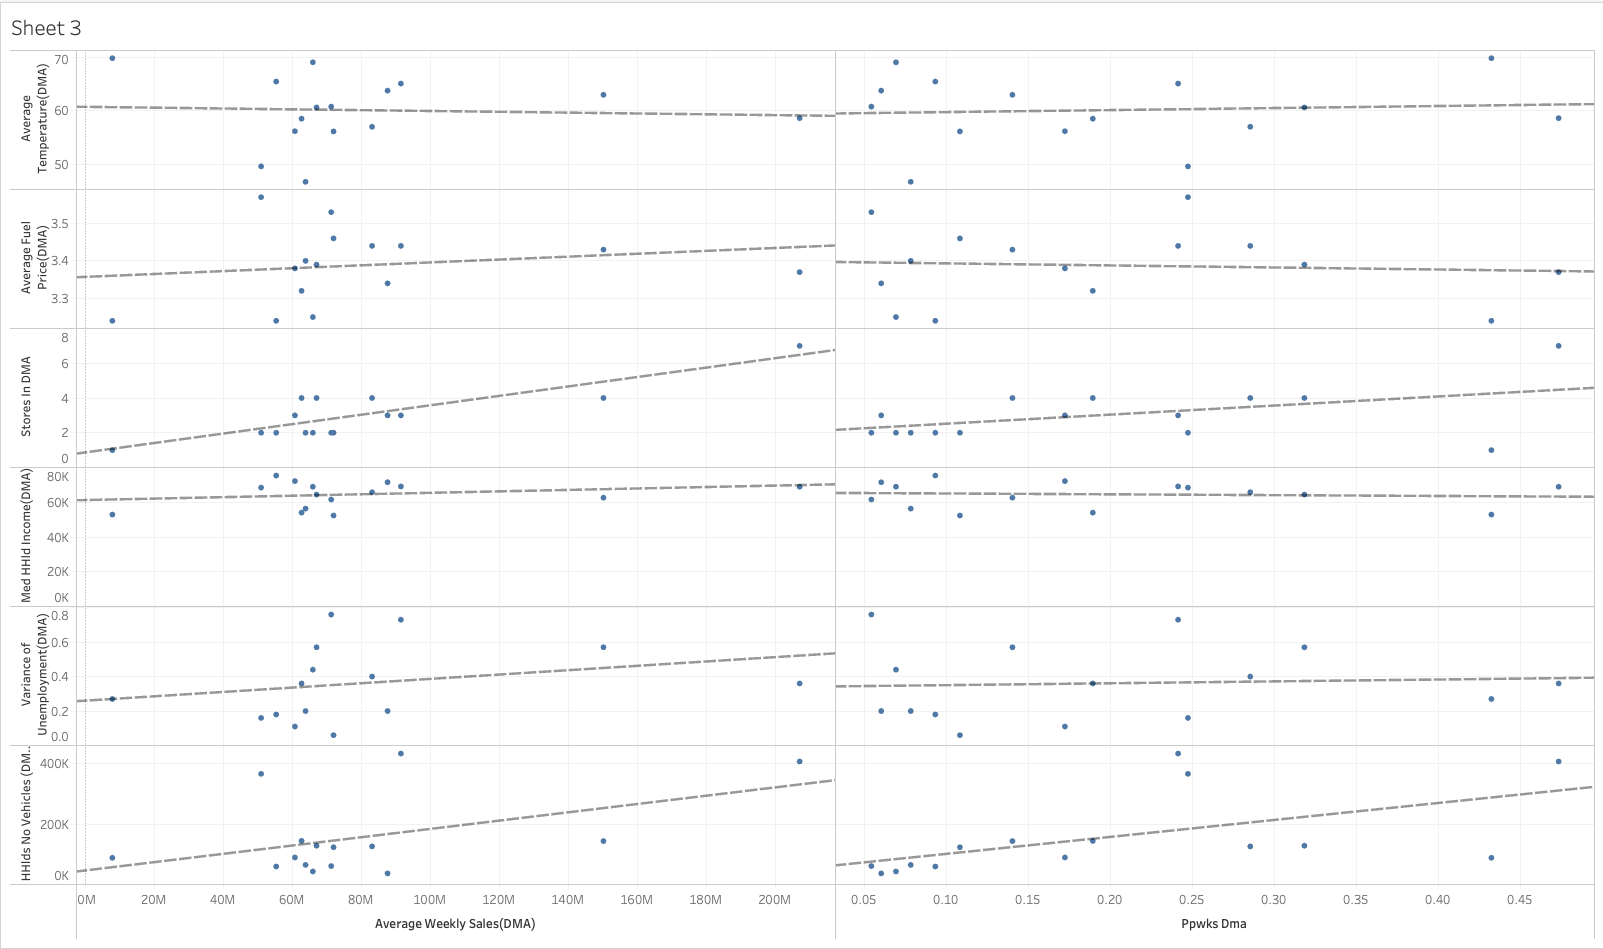 Sheet 3
Average
Temperature(DMA)
70
60
50
Average Fuel
Price(DMA)
3.5
3.4
3.3
Stores In DMA
8
6
4
2
0
Med HHld Income(DMA)
80K
60K
40K
20K
0K
Variance of
Unemployment(DMA)
0.8
0.6
0.4
0.2
0.0
HHlds No Vehicles (DM..
400K
200K
0K
0M 20M 40M 60M 80M 100M 120M 140M 160M 180M 200M 0.05 0.10 0.15 0.20 0.25 0.30 0.35 0.40 0.45
Average Weekly Sales(DMA) Ppwks Dma